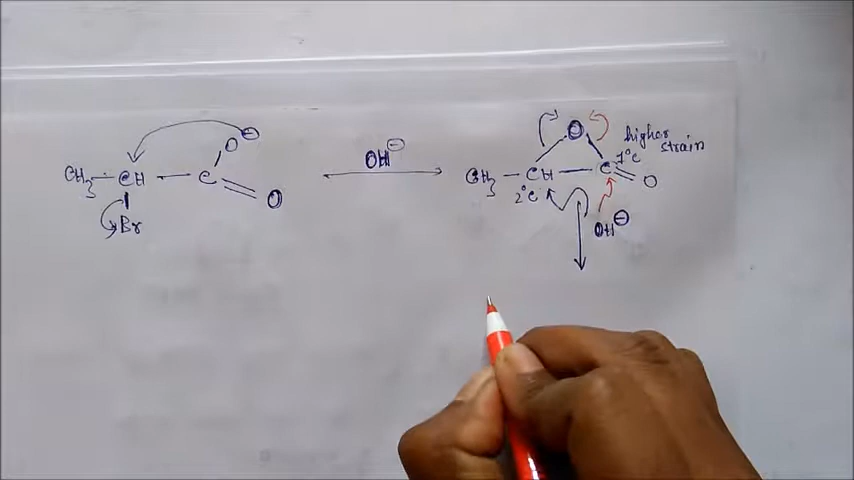 CH3 – CH – C – O⊖
= O
Br
OH⊖
O
CH3 – CH – C = O
higher strain
1°C
2°C
OH⊖